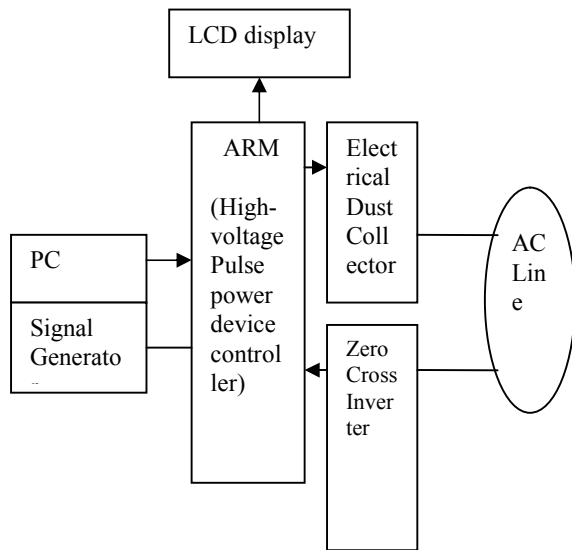 LCD display
ARM
(High-
voltage
Pulse
power
device
control
ler)
Elect
rical
Dust
Coll
ector
AC
Lin
e
PC
Signal
Generato
Zero
Cross
Inver
ter